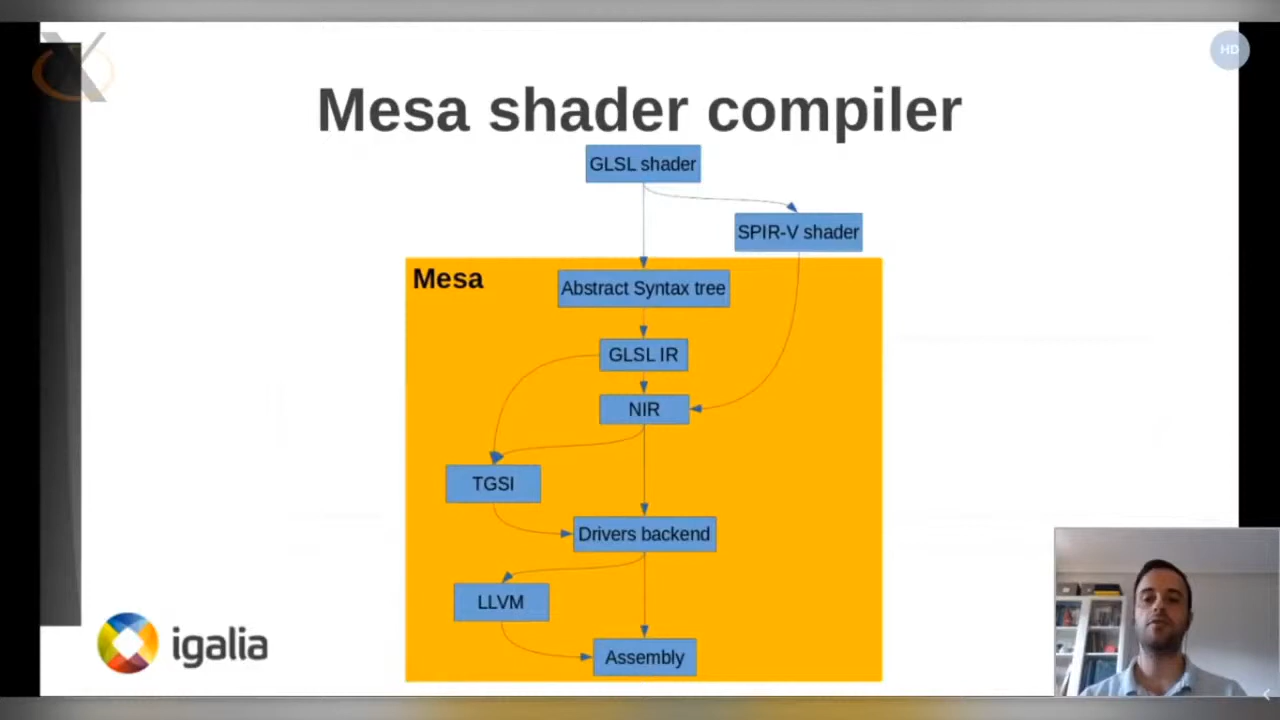 HD
Mesa shader compiler
GLSL shader
SPIR-V shader
Mesa
Abstract Syntax tree
GLSL IR
NIR
TGSI
Drivers backend
LLVM
Assembly
igalia